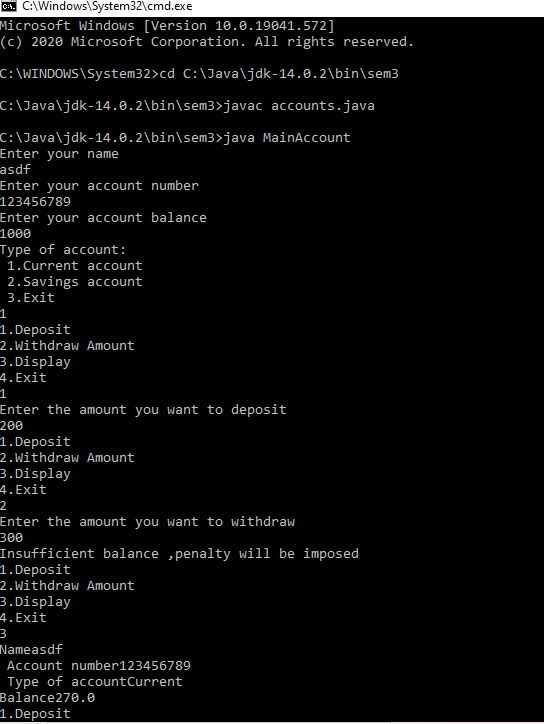 C:\Windows\System32\cmd.exe
Microsoft Windows [Version 10.0.19041.572]
(c) 2020 Microsoft Corporation. All rights reserved.
C:\WINDOWS\System32>cd C:\Java\jdk-14.0.2\bin\sem3
C:\Java\jdk-14.0.2\bin\sem3>javac accounts.java
C:\Java\jdk-14.0.2\bin\sem3>java MainAccount
Enter your name
asdf
Enter your account number
123456789
Enter your account balance
1000
Type of account:
 1.Current account
 2.Savings account
 3.Exit
1
1.Deposit
2.Withdraw Amount
3.Display
4.Exit
1
Enter the amount you want to deposit
200
1.Deposit
2.Withdraw Amount
3.Display
4.Exit
2
Enter the amount you want to withdraw
300
Insufficient balance ,penalty will be imposed
1.Deposit
2.Withdraw Amount
3.Display
4.Exit
3
Nameasdf
 Account number123456789
 Type of accountCurrent
Balance270.0
1.Deposit